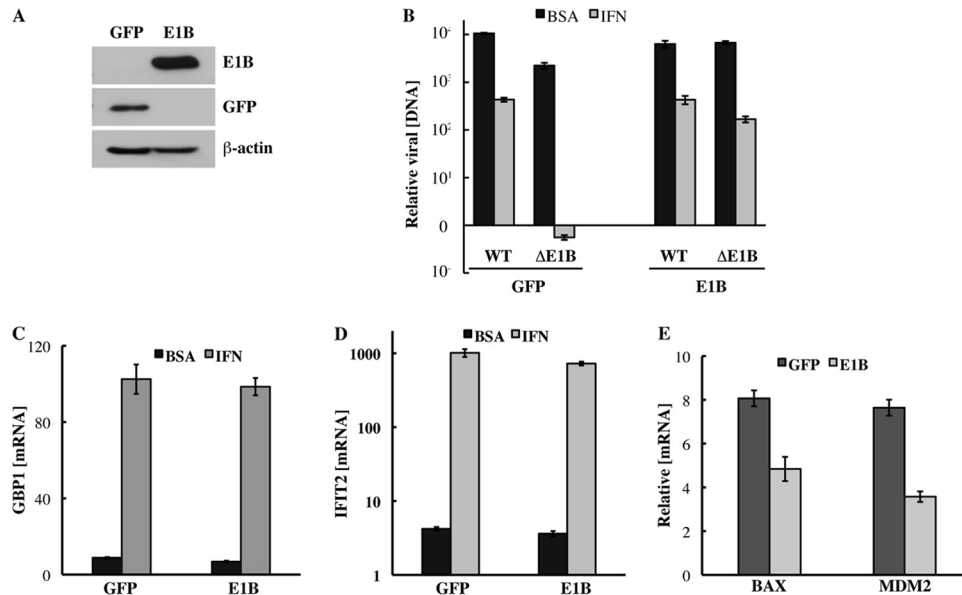 A
GFP E1B
E1B
GFP
β-actin
B
BSA IFN
Relative viral [DNA]
10³
10²
10¹
0
10⁻
WT ΔE1B WT ΔE1B
GFP E1B
C
BSA IFN
GBP1 [mRNA]
120
80
40
0
GFP E1B
D
BSA IFN
IFIT2 [mRNA]
1000
100
10
1
GFP E1B
E
GFP E1B
Relative [mRNA]
10
8
6
4
2
0
BAX MDM2